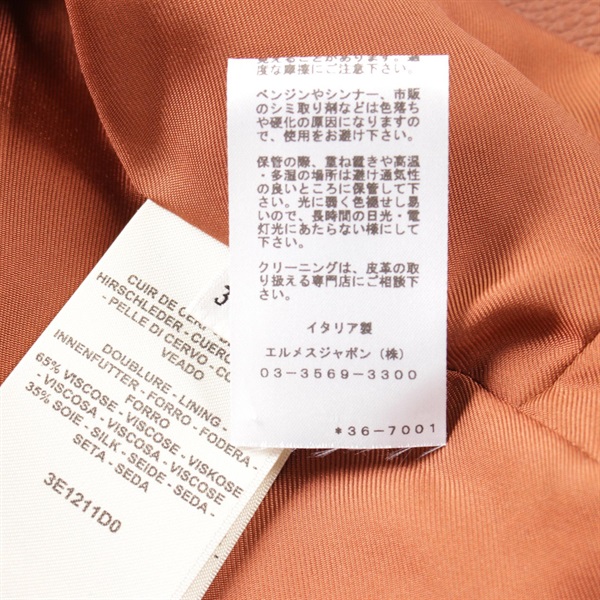 度な摩擦にご注意下さい。
ベンジンやシンナー、市販
のシミ取り剤などは色落ち
や硬化の原因になりますの
で、使用をお避け下さい。
保管の際、重ね置きや高温
・多湿の場所は避け通気性
の良いところに保管して下
さい。光に弱く色褪せし易
いので、長時間の日光・電
灯光にあたらない様にして
下さい。
クリーニングは、皮革の取
り扱える専門店にご相談下
さい。
イタリア製
エルメスジャポン(株)
03-3569-3300
*36-7001
3
CUIR DE
HIRSCHLEDER - CUERO
- PELLE DI CERVO -
VEADO
DOUBLURE - LINING -
INNENFUTTER - FORRO - FODERA -
FORRO
65% VISCOSE - VISCOSE - VISKOSE
- VISCOSA - VISCOSA - VISCOSE
35% SOIE - SILK - SEIDE - SEDA -
SETA - SEDA
3E1211D0